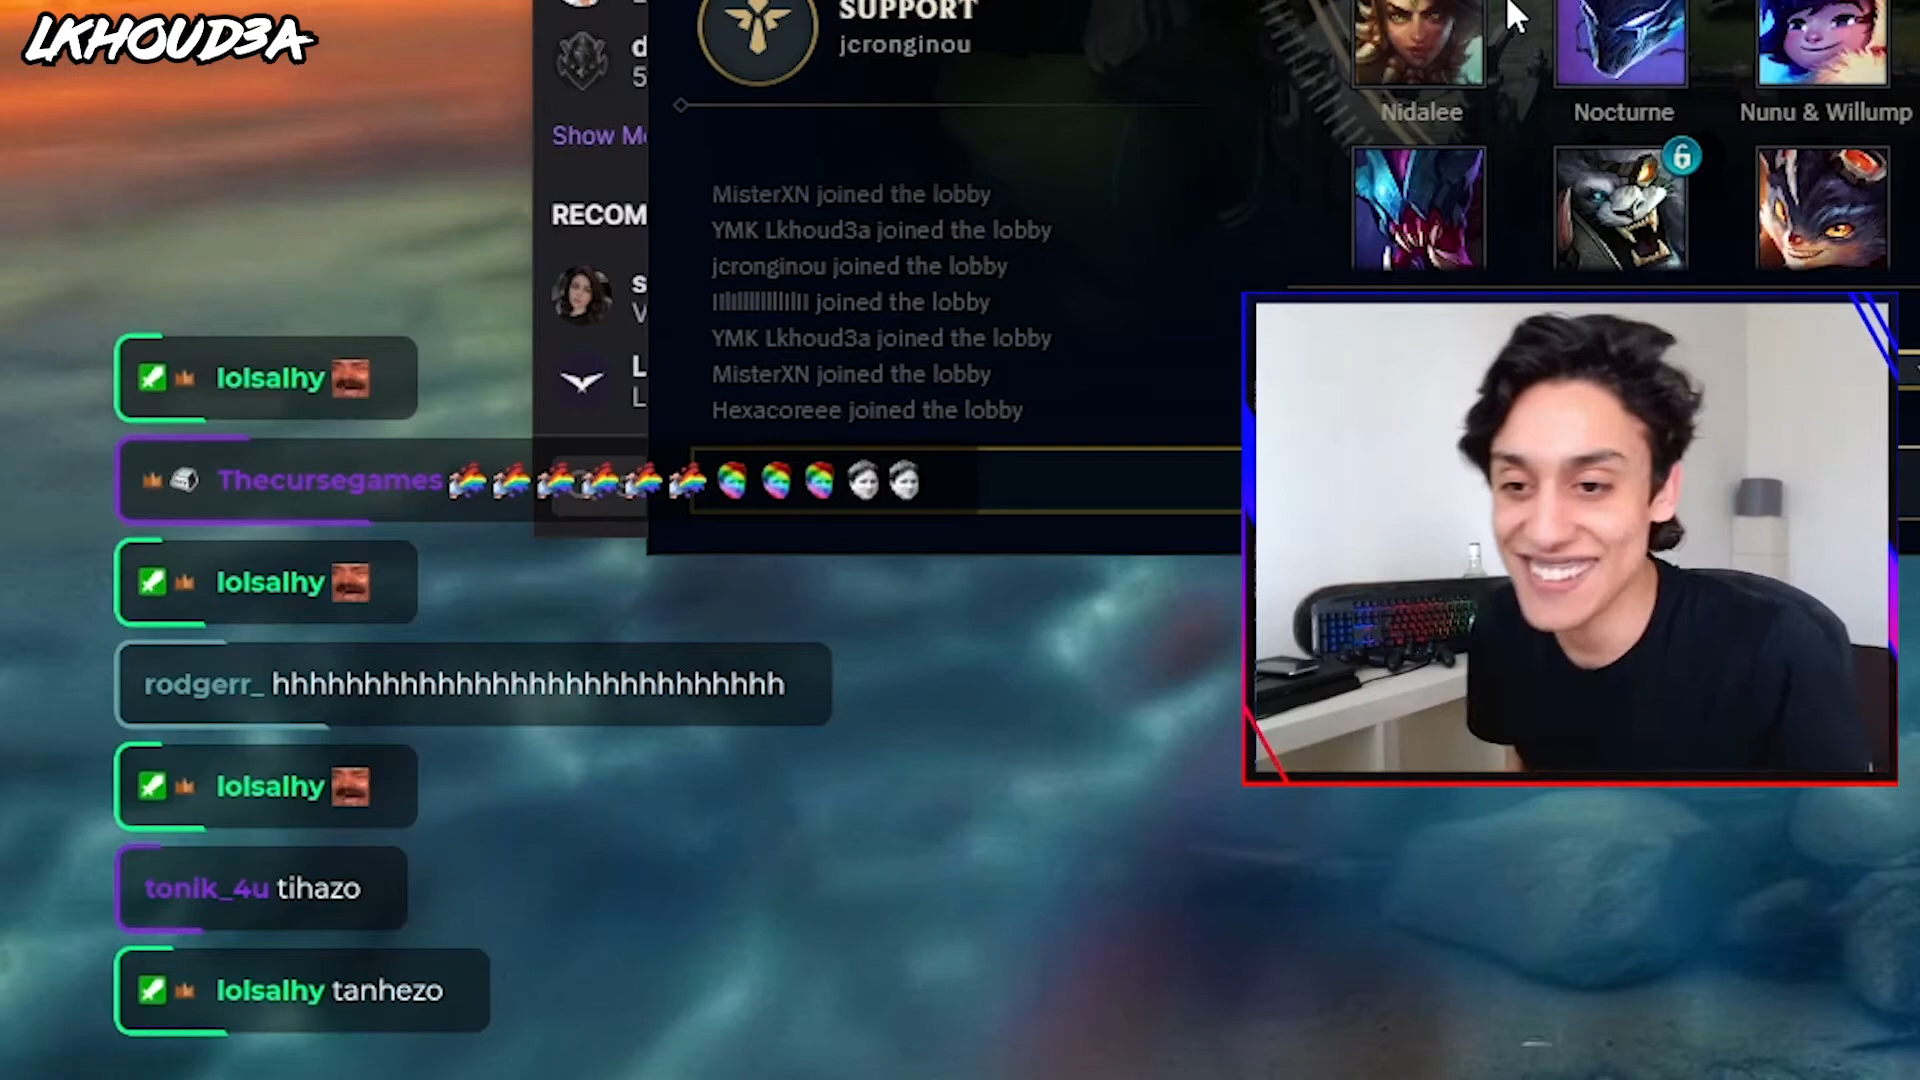 LKHOUD3A
SUPPORT
jcronginou
Show M
RECOM
Nidalee
Nocturne
Nunu & Willump
6
MisterXN joined the lobby
YMK Lkhoud3a joined the lobby
jcronginou joined the lobby
joined the lobby
YMK Lkhoud3a joined the lobby
MisterXN joined the lobby
Hexacoreee joined the lobby
lolsalhy
Thecursegames
lolsalhy
rodgerr_ hhhhhhhhhhhhhhhhhhhhhhhhhhhh
lolsalhy
tonik_4u tihazo
lolsalhy tanhezo